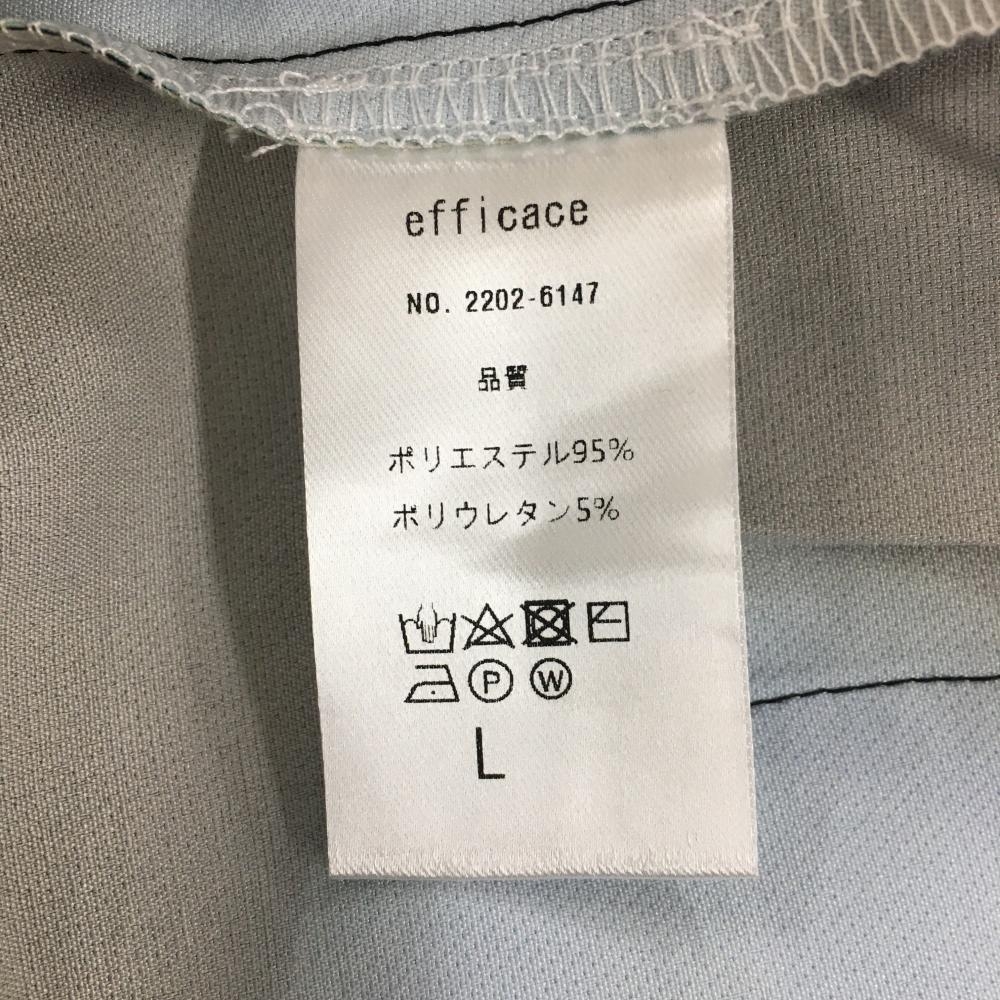 efficace
NO. 2202-6147
品質
ポリエステル95%
ポリウレタン5%
P W
L